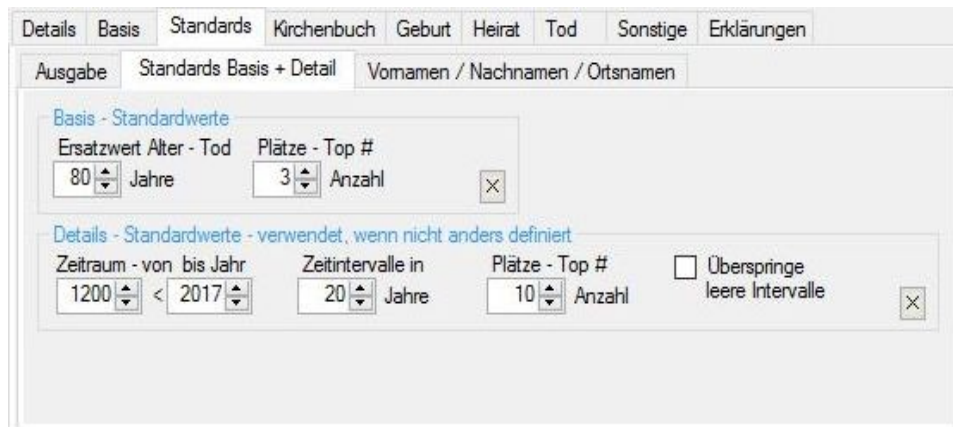 Details Basis Standards Kirchenbuch Geburt Heirat Tod Sonstige Erklärungen
Ausgabe Standards Basis + Detail Vornamen / Nachnamen / Ortsnamen
Basis - Standardwerte
Ersatzwert Alter - Tod Plätze - Top #
80 Jahre 3 Anzahl
Details - Standardwerte - verwendet, wenn nicht anders definiert
Zeitraum - von bis Jahr Zeitintervalle in Plätze - Top # Überspringe
1200 < 2017 20 Jahre 10 Anzahl leere Intervalle